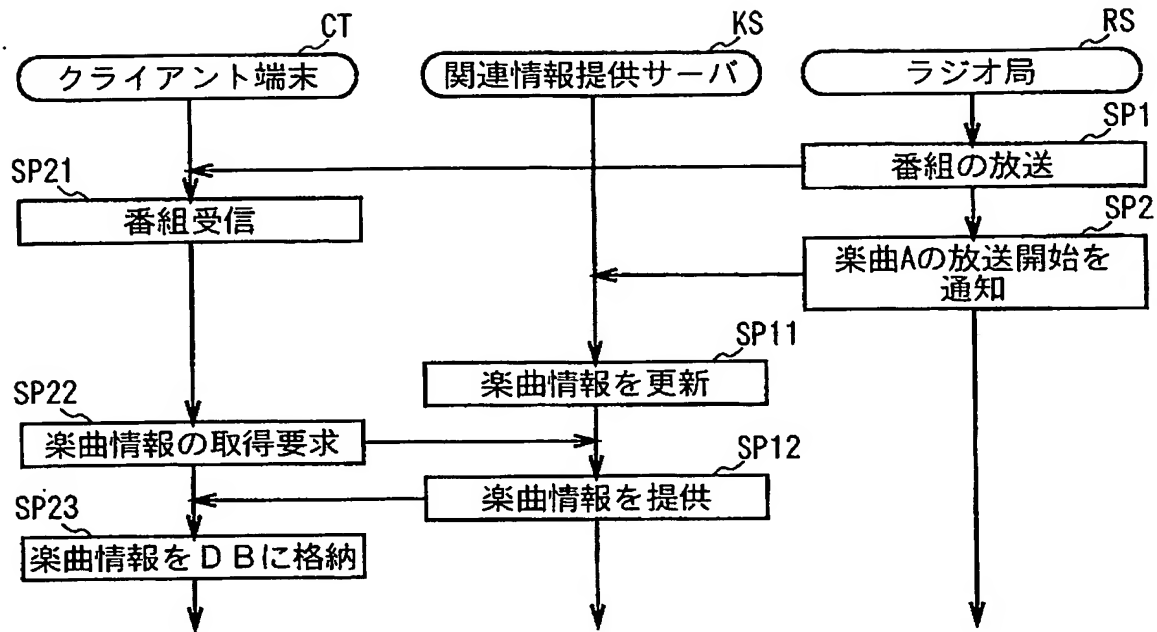 CT
KS
RS
クライアント端末
関連情報提供サーバ
ラジオ局
SP1
番組の放送
SP21
番組受信
SP2
楽曲Aの放送開始を
通知
SP11
楽曲情報を更新
SP22
楽曲情報の取得要求
SP12
楽曲情報を提供
SP23
楽曲情報をDBに格納